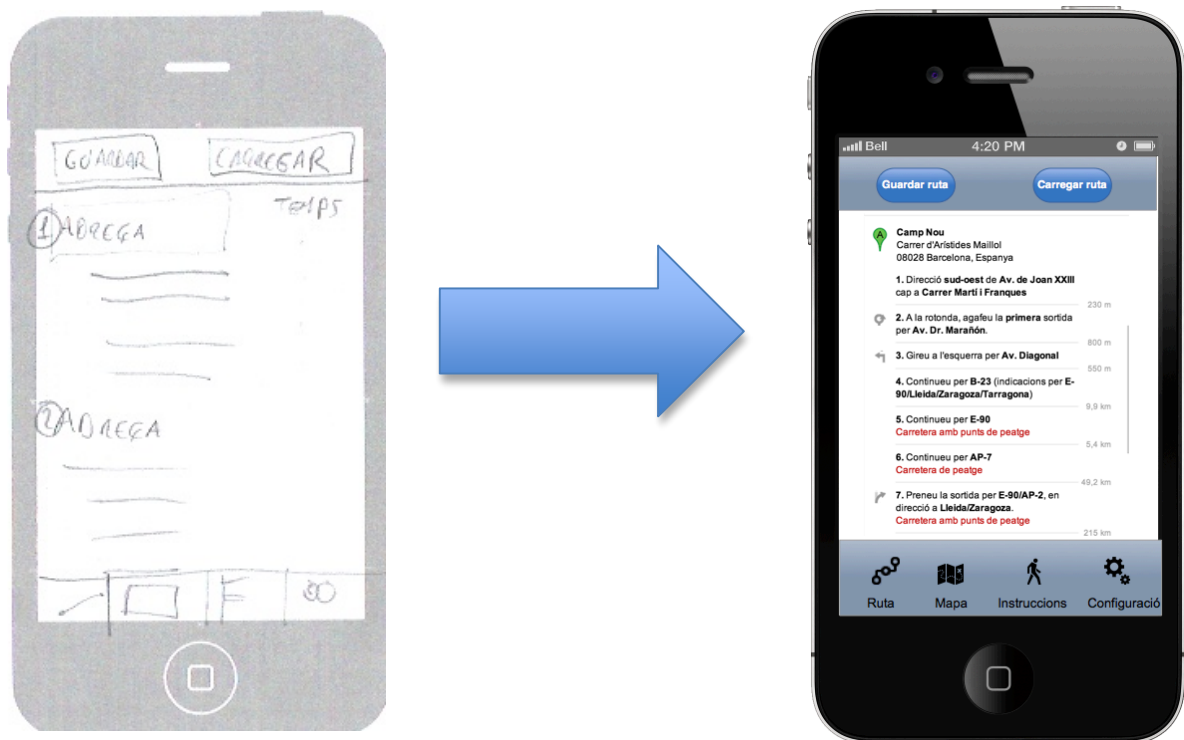 GUARDAR
CARREGAR
TEMPS
1 ADREÇA
2 ADREÇA
Bell
4:20 PM
Guardar ruta
Carregar ruta
A
Camp Nou
Carrer d'Arístides Maillol
08028 Barcelona, Espanya
1. Direcció sud-oest de Av. de Joan XXIII
cap a Carrer Martí i Franques
230 m
2. A la rotonda, agafeu la primera sortida
per Av. Dr. Marañón.
800 m
3. Gireu a l'esquerra per Av. Diagonal
550 m
4. Continueu per B-23 (indicacions per E-
90/Lleida/Zaragoza/Tarragona)
9,9 km
5. Continueu per E-90
Carretera amb punts de peatge
5,4 km
6. Continueu per AP-7
Carretera de peatge
49,2 km
7. Preneu la sortida per E-90/AP-2, en
direcció a Lleida/Zaragoza.
Carretera amb punts de peatge
215 km
Ruta
Mapa
Instruccions
Configuració